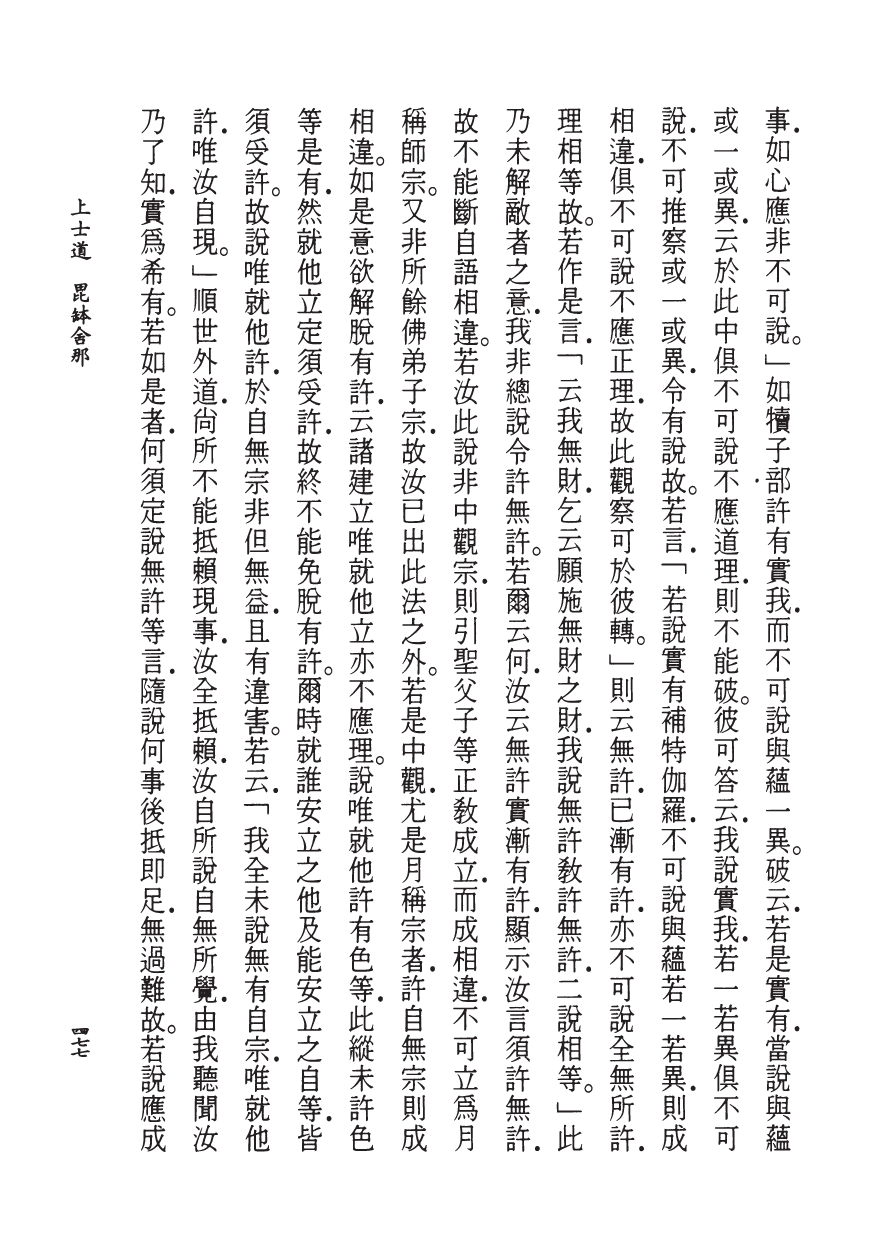 事．如心應非不可說。」如犢子部許有實我．而不可說與蘊一異。破云．若是實有．當說與蘊
或一或異．云於此中俱不可說不應道理．則不能破。彼可答云．我說實我．若一若異俱不可
說．不可推察或一或異．令有說故。若言．「若說實有補特伽羅．不可說與蘊若一若異．則成
相違．俱不可說不應正理．故此觀察可於彼轉。」則云無許．已漸有許．亦不可說全無所許．
理相等故。若作是言．「云我無財．乞云願施無財之財．我說無許教許無許．二說相等。」此
乃未解敵者之意．我非總說令許無許。若爾云何．汝云無許實漸有許．顯示汝言須許無許．
故不能斷自語相違。若汝此說非中觀宗．則引聖父子等正教成立．而成相違．不可立爲月
稱師宗。又非所餘佛弟子宗．故汝已出此法之外。若是中觀．尤是月稱宗者．許自無宗則成
相違。如是意欲解脫有許．云諸建立唯就他立亦不應理。說唯就他許有色等．此縱未許色
等是有．然就他立定須受許．故終不能免脫有許。爾時就誰安立之他及能安立之自等．皆
須受許。故說唯就他許．於自無宗非但無益．且有違害。若云．「我全未說無有自宗．唯就他
許．唯汝自現。」順世外道．尚所不能抵賴現事．汝全抵賴．汝自所說自無所覺．由我聽聞汝
乃了知．實爲希有。若如是者．何須定說無許等言．隨說何事後抵即足．無過難故。若說應成
上士道　毘缽舍那
四七七